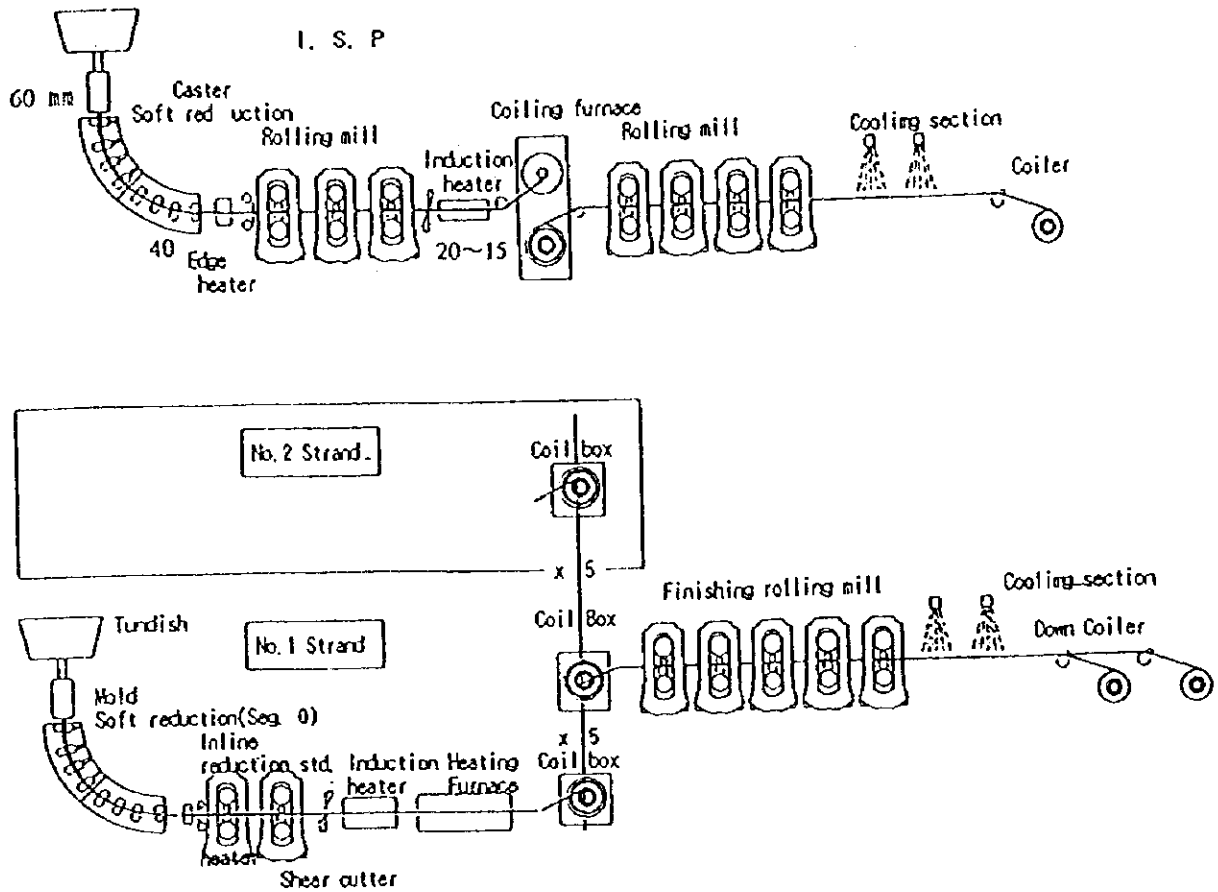 I. S. P
60 mm
Caster
Soft red uction
Rolling mill
Coiling furnace
Rolling mill
Cooling section
Induction
heater
Coiler
40
Edge
heater
20~15
No. 2 Strand
Coil box
x 5
Finishing rolling mill
Cooling section
Tundish
No. 1 Strand
Coil Box
Down Coiler
Mold
Soft reduction(Seg. 0)
Inline
reduction std.
Induction
heater
Heating
Furnace
x 5
Coil box
heater
Shear cutter